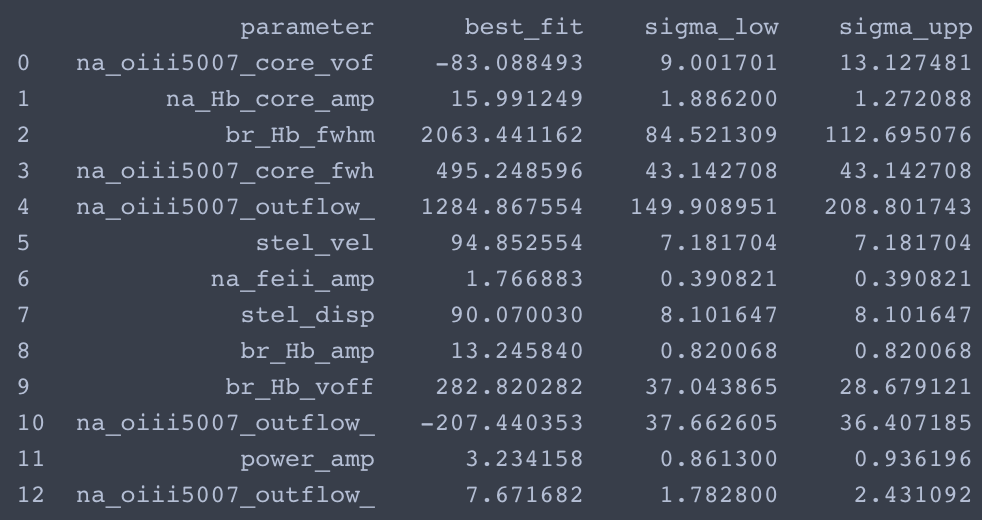 parameter best_fit sigma_low sigma_upp
0 na_oiii5007_core_vof -83.088493 9.001701 13.127481
1 na_Hb_core_amp 15.991249 1.886200 1.272088
2 br_Hb_fwhm 2063.441162 84.521309 112.695076
3 na_oiii5007_core_fwh 495.248596 43.142708 43.142708
4 na_oiii5007_outflow_ 1284.867554 149.908951 208.801743
5 stel_vel 94.852554 7.181704 7.181704
6 na_feii_amp 1.766883 0.390821 0.390821
7 stel_disp 90.070030 8.101647 8.101647
8 br_Hb_amp 13.245840 0.820068 0.820068
9 br_Hb_voff 282.820282 37.043865 28.679121
10 na_oiii5007_outflow_ -207.440353 37.662605 36.407185
11 power_amp 3.234158 0.861300 0.936196
12 na_oiii5007_outflow_ 7.671682 1.782800 2.431092